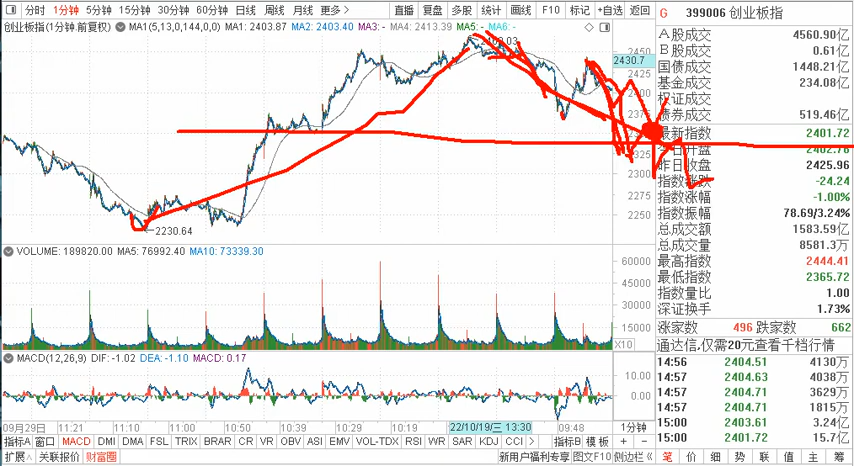 分时 1分钟 5分钟 15分钟 30分钟 60分钟 日线 周线 月线 更多> 直播 复盘 多股 统计 画线 F10 标记 +自选 返回
创业板指(1分钟.前复权) MA1(5,13,0,144,0,0) MA1: 2403.87 MA2: 2403.40 MA3: - MA4: 2413.39 MA5: - MA6: -
2450
2430.7
2425
2400
2375
2325
2300
2275
2250
2230.64
VOLUME: 189820.00 MA5: 76992.40 MA10: 73339.30
60000
45000
30000
15000
X10
MACD(12,26,9) DIF: -1.02 DEA: -1.10 MACD: 0.17
10.00
0.00
09月29日 11:21 11:10 11:00 10:50 10:39 10:29 10:19 22/10/19/三 13:30 09:48 1分钟
指标A 窗口 MACD DMI DMA FSL TRIX BRAR CR VR OBV ASI EMV VOL-TDX RSI WR SAR KDJ CCI 指标B 模板 + -
扩展∧ 关联报价 财富圈 新用户福利专享 图文F10 侧边栏《
G 399006 创业板指
A股成交 4560.90亿
B股成交 0.61亿
国债成交 1448.21亿
基金成交 234.08亿
权证成交
债券成交 519.46亿
最新指数 2401.72
今日开盘 2402.76
昨日收盘 2425.96
指数涨跌 -24.24
指数涨幅 -1.00%
指数振幅 78.69/3.24%
总成交额 1583.59亿
总成交量 8581.3万
最高指数 2444.41
最低指数 2365.72
指数量比 1.00
深证换手 1.73%
涨家数 496 跌家数 662
通达信,仅需20元查看千档行情
14:56 2404.51 4130万
14:57 2404.63 4038万
14:57 2404.71 3629万
14:57 2404.71 1815万
15:00 2403.61 3.24亿
15:00 2401.72 15.7亿
笔 价 细 势 联 值 主 筹